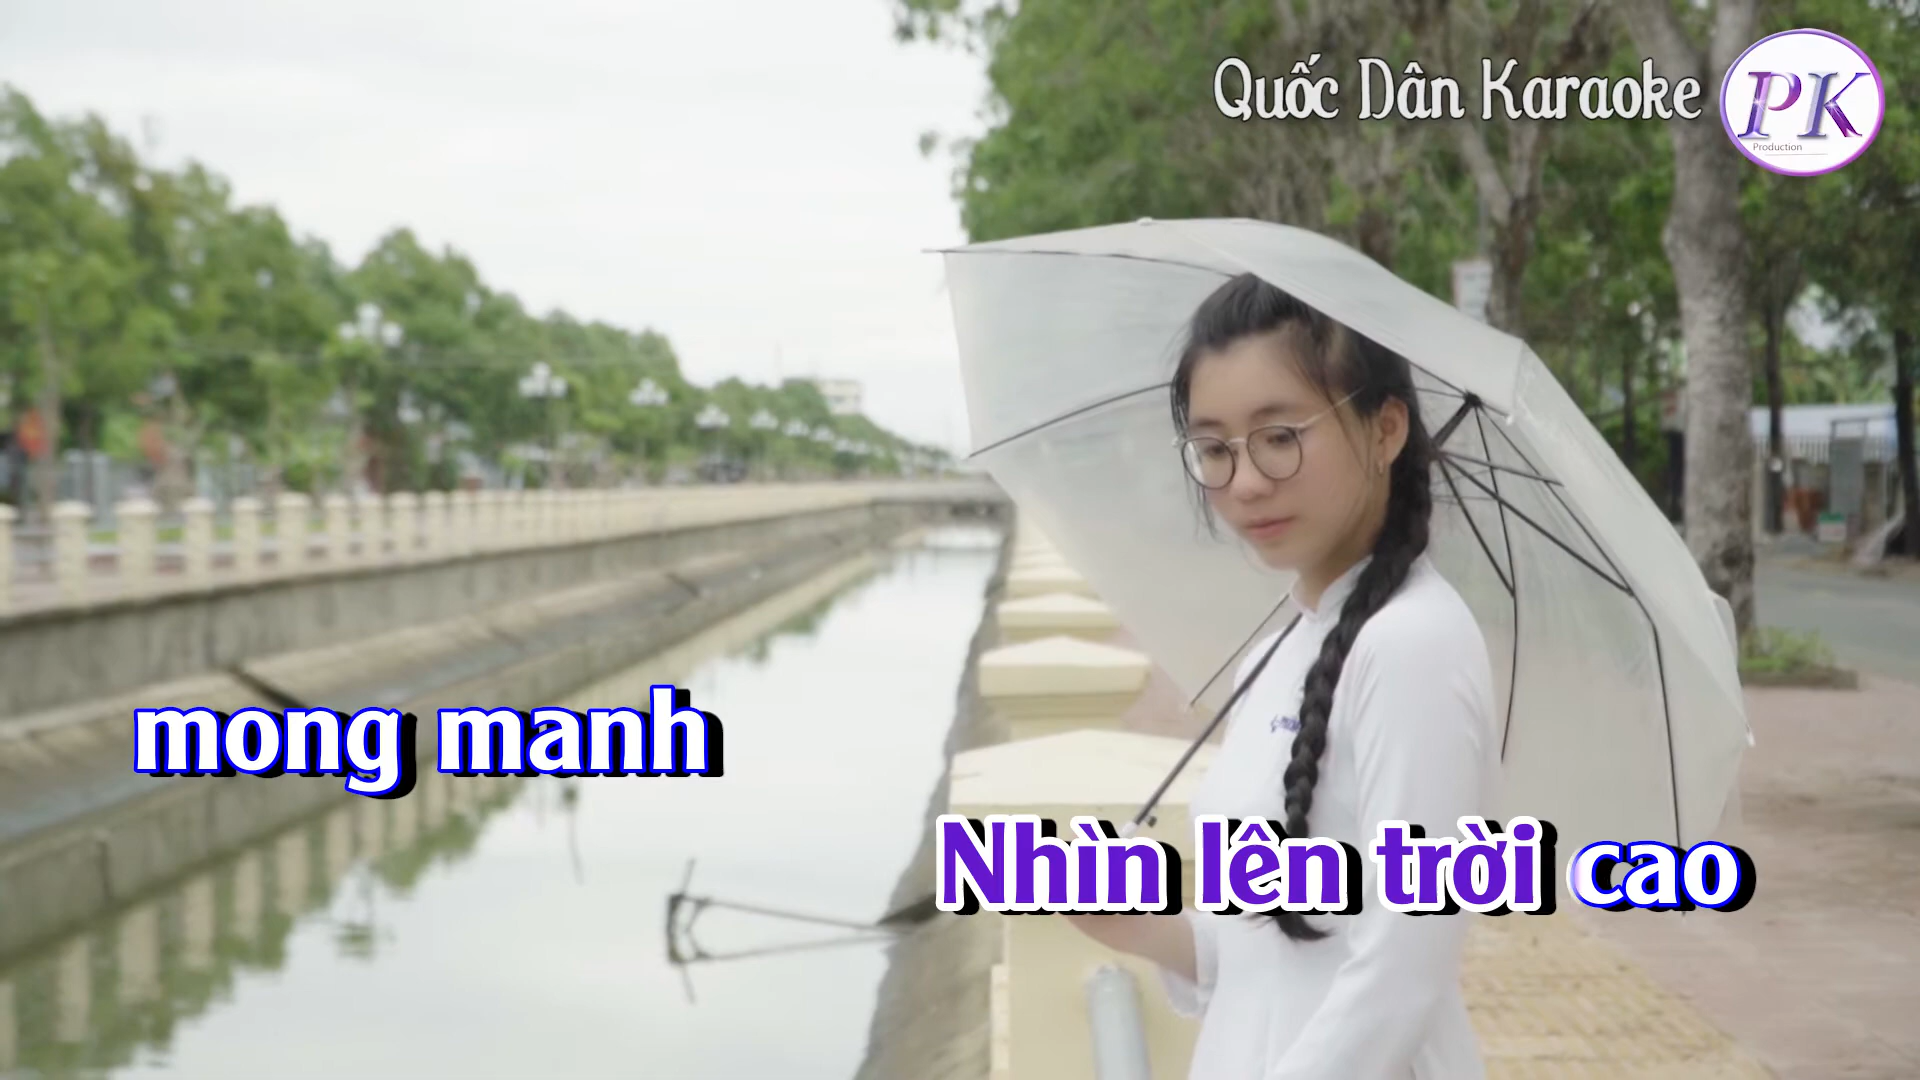 Quốc Dân Karaoke
PK
Production
mong manh
Nhìn lên trời cao